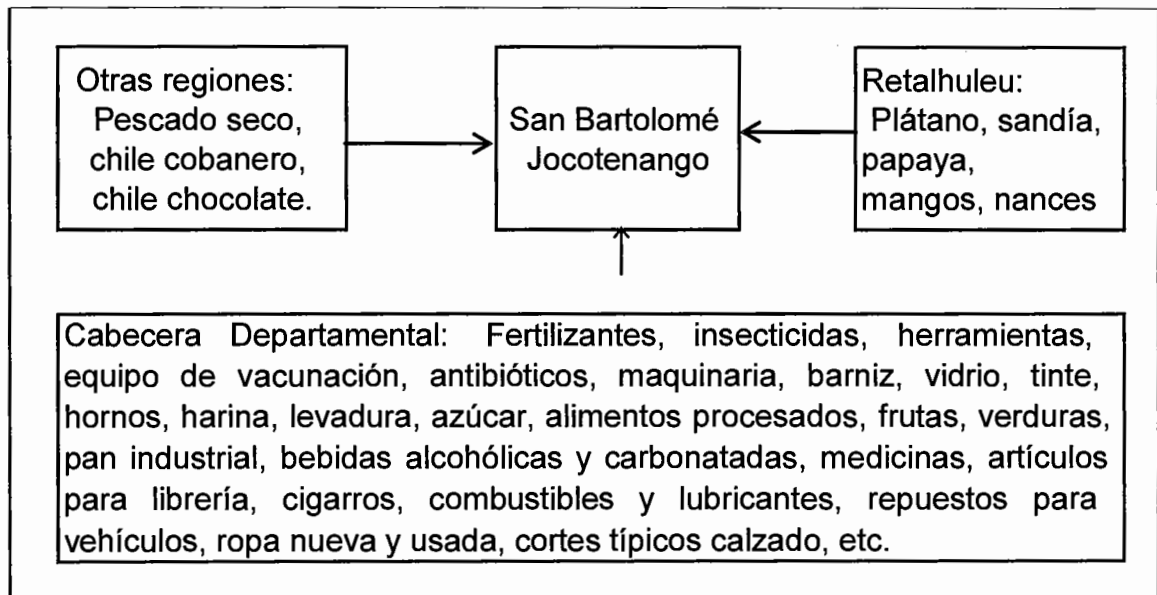 Otras regiones:
Pescado seco,
chile cobanero,
chile chocolate.
San Bartolomé
Jocotenango
Retalhuleu:
Plátano, sandía,
papaya,
mangos, nances
Cabecera Departamental: Fertilizantes, insecticidas, herramientas,
equipo de vacunación, antibióticos, maquinaria, barniz, vidrio, tinte,
hornos, harina, levadura, azúcar, alimentos procesados, frutas, verduras,
pan industrial, bebidas alcohólicas y carbonatadas, medicinas, artículos
para librería, cigarros, combustibles y lubricantes, repuestos para
vehículos, ropa nueva y usada, cortes típicos calzado, etc.